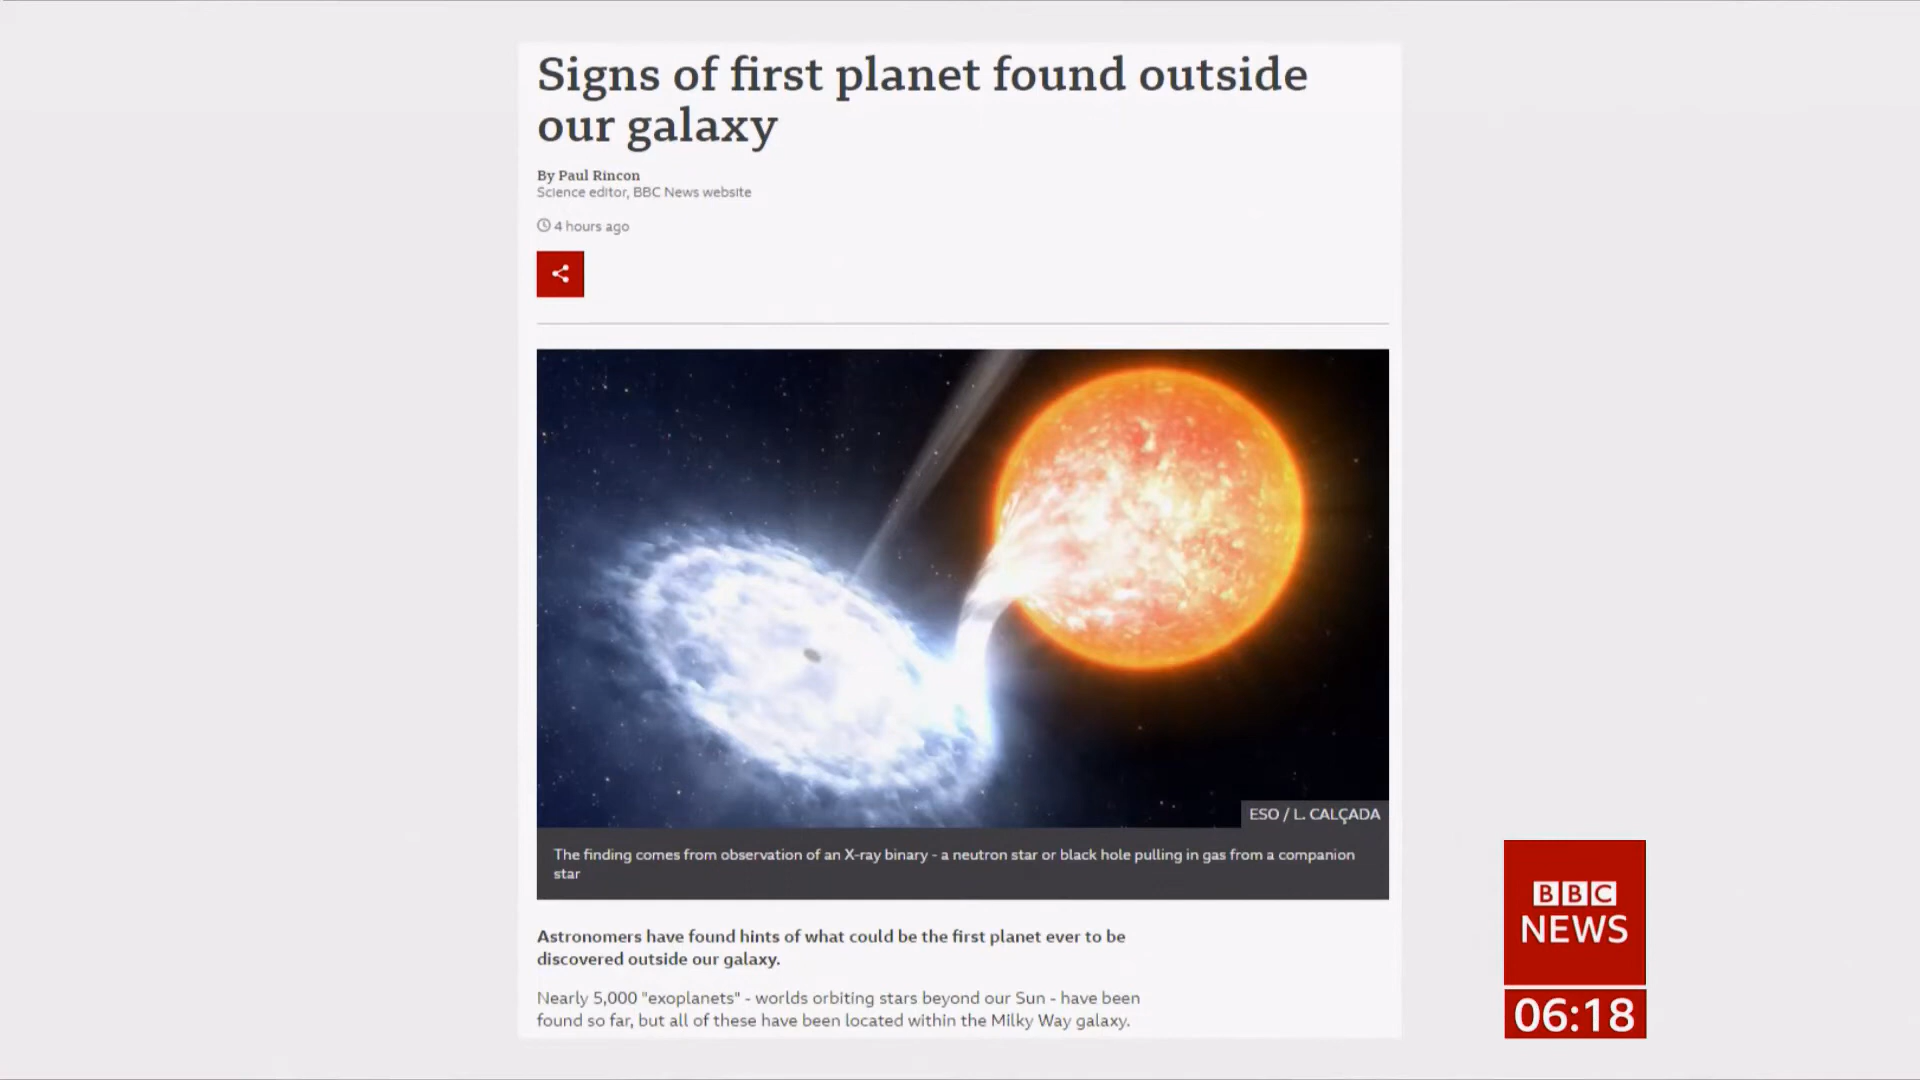 Signs of first planet found outside
our galaxy
By Paul Rincon
Science editor, BBC News website
4 hours ago
ESO / L. CALÇADA
The finding comes from observation of an X-ray binary - a neutron star or black hole pulling in gas from a companion
star
Astronomers have found hints of what could be the first planet ever to be
discovered outside our galaxy.
Nearly 5,000 "exoplanets" - worlds orbiting stars beyond our Sun - have been
found so far, but all of these have been located within the Milky Way galaxy.
BBC
NEWS
06:18